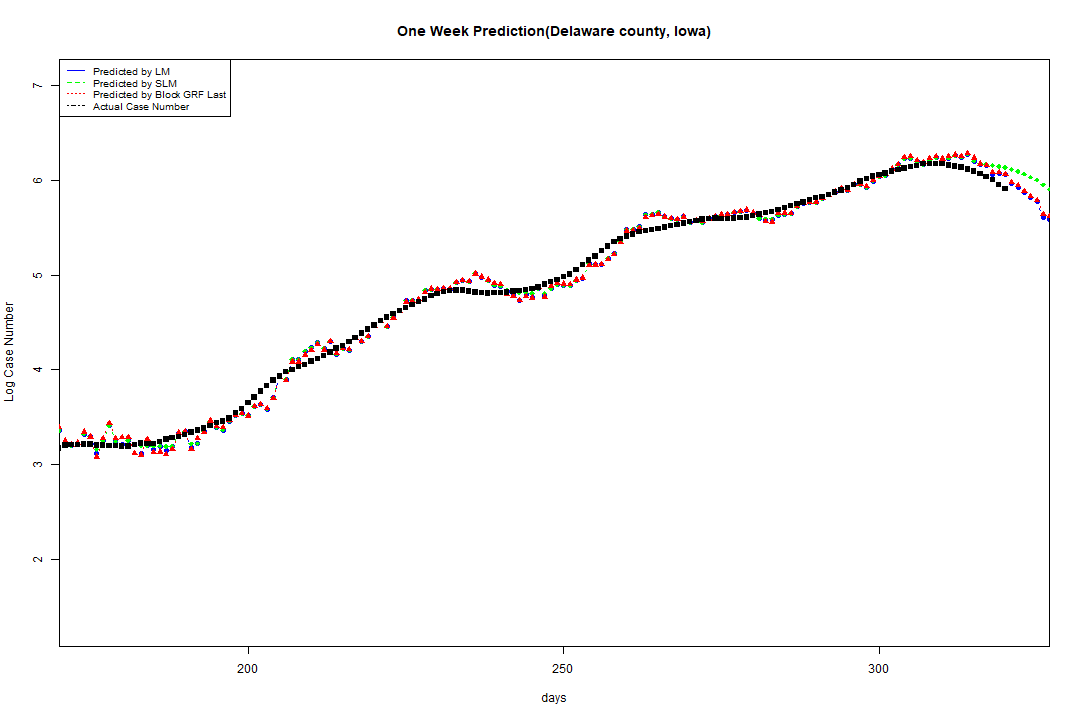 One Week Prediction(Delaware county, Iowa)
Predicted by LM
Predicted by SLM
Predicted by Block GRF Last
Actual Case Number
7
6
5
4
3
2
Log Case Number
200
250
300
days